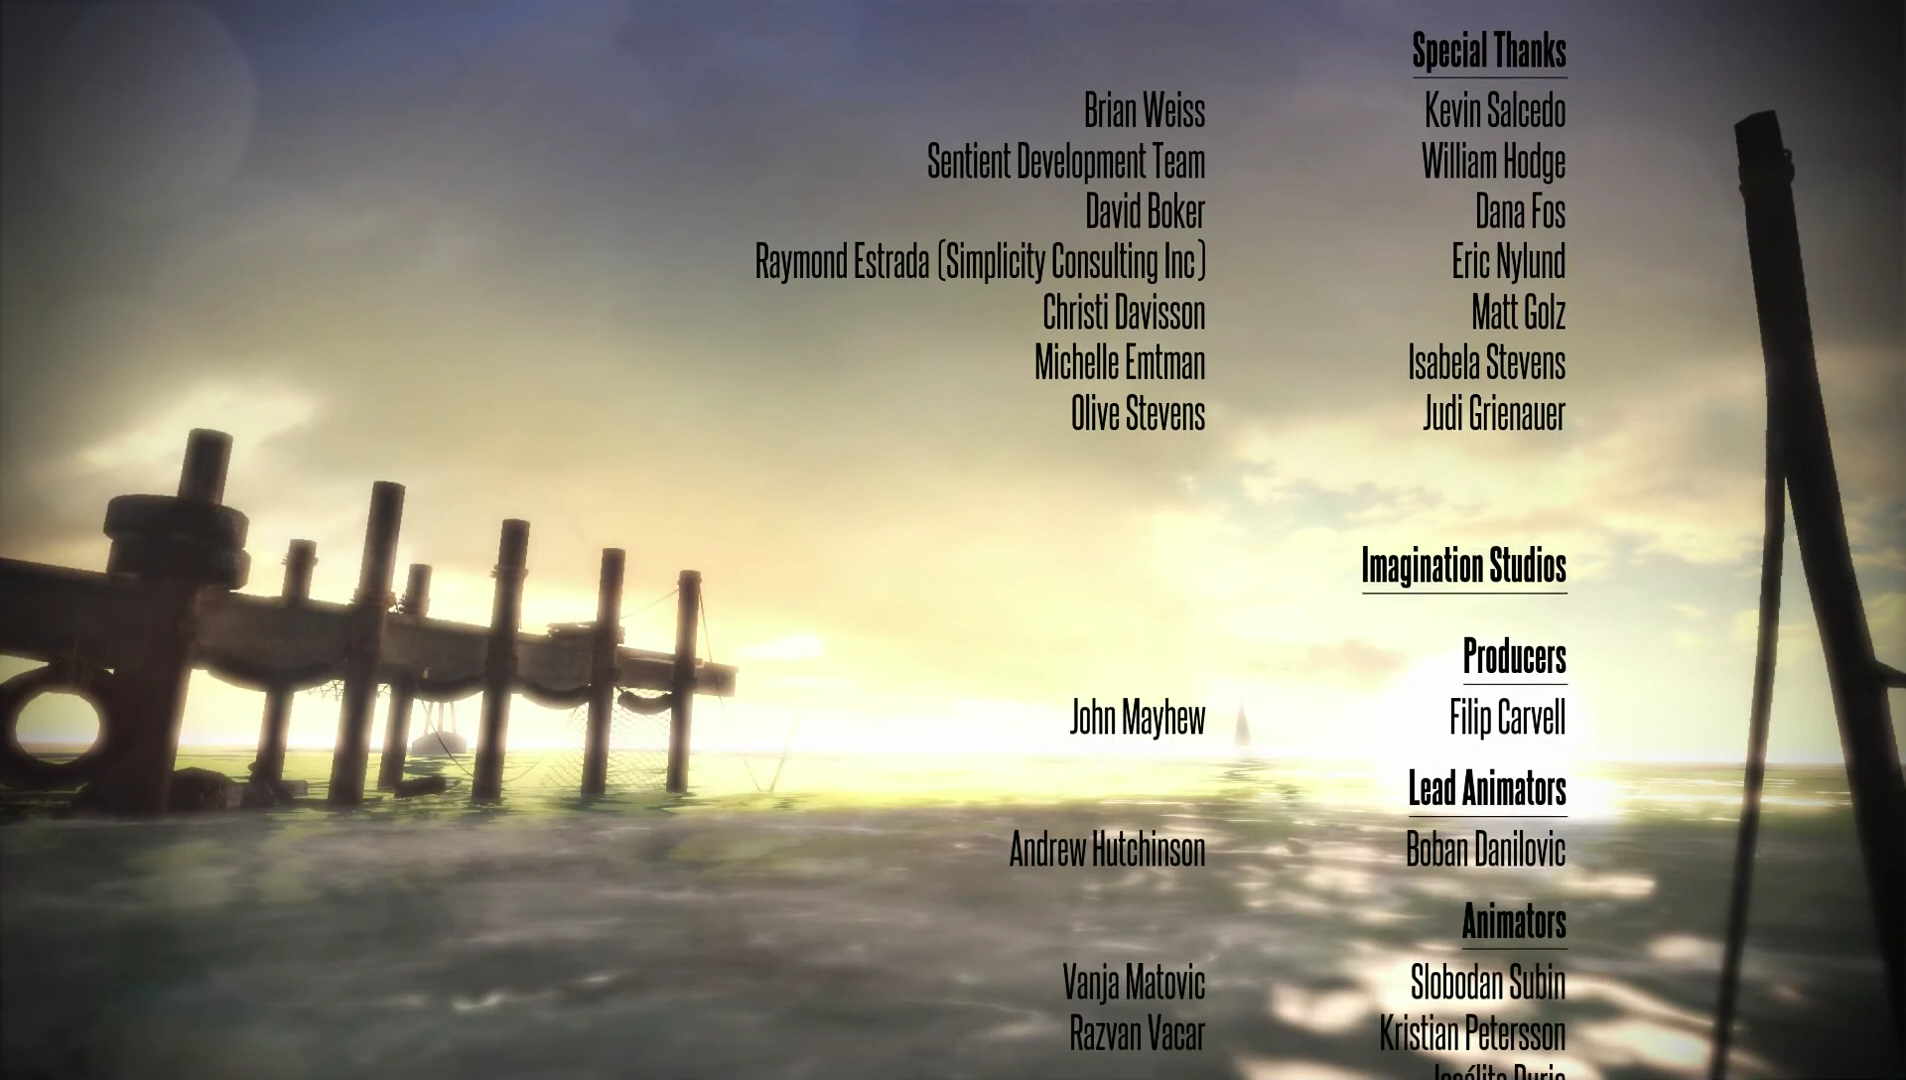 Special Thanks
Brian Weiss Kevin Salcedo
Sentient Development Team William Hodge
David Boker Dana Fos
Raymond Estrada (Simplicity Consulting Inc) Eric Nylund
Christi Davisson Matt Golz
Michelle Emtman Isabela Stevens
Olive Stevens Judi Grienauer
Imagination Studios
Producers
John Mayhew Filip Carvell
Lead Animators
Andrew Hutchinson Boban Danilovic
Animators
Vanja Matovic Slobodan Subin
Razvan Vacar Kristian Petersson